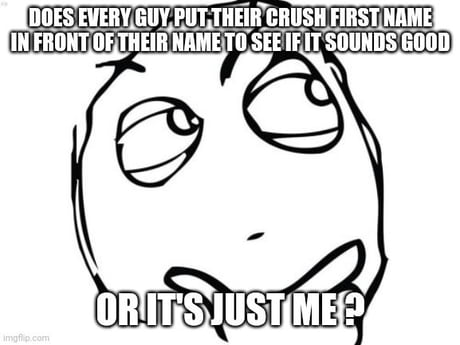 DOES EVERY GUY PUT THEIR CRUSH FIRST NAME
IN FRONT OF THEIR NAME TO SEE IF IT SOUNDS GOOD
OR IT'S JUST ME ?
imgflip.com